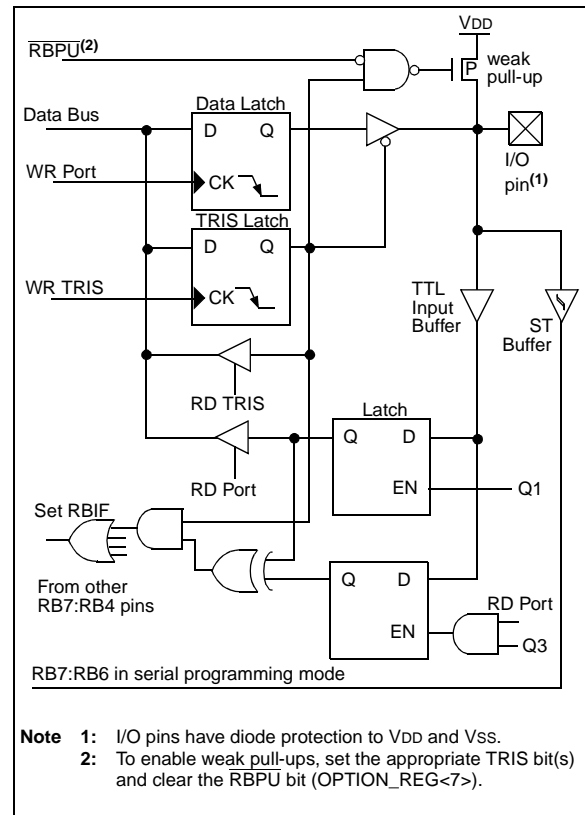 VDD
RBPU(2)
P
weak
pull-up
Data Latch
Data Bus
D
Q
I/O
pin(1)
WR Port
CK
TRIS Latch
D
Q
WR TRIS
CK
TTL
Input
Buffer
ST
Buffer
RD TRIS
Latch
Q
D
RD Port
EN
Q1
Set RBIF
Q
D
From other
RB7:RB4 pins
RD Port
EN
Q3
RB7:RB6 in serial programming mode
Note 1: I/O pins have diode protection to VDD and VSS.
2: To enable weak pull-ups, set the appropriate TRIS bit(s)
and clear the RBPU bit (OPTION_REG<7>).